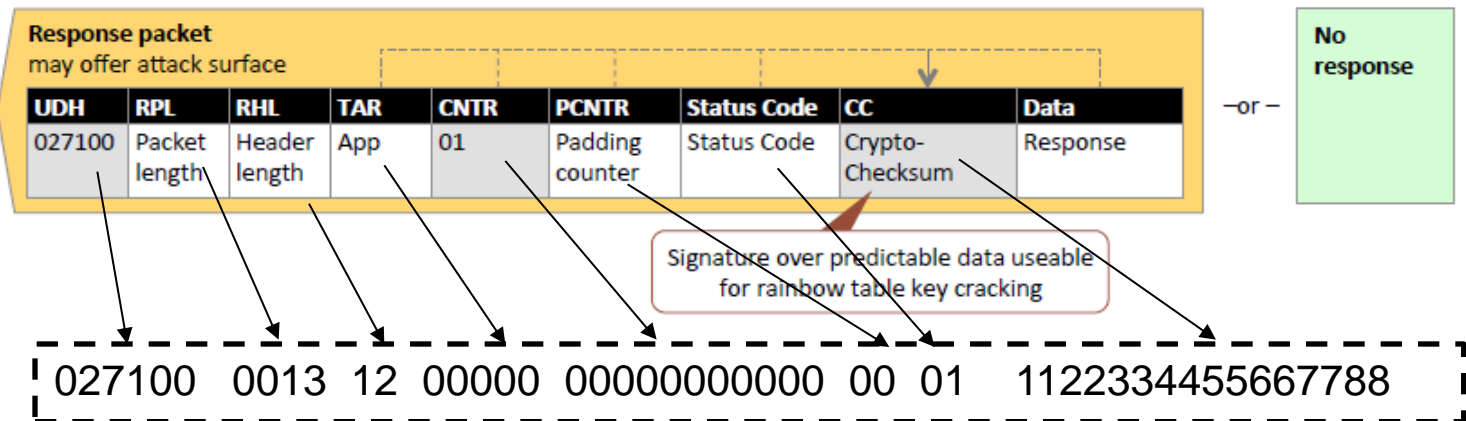 Response packet
may offer attack surface
UDH RPL RHL TAR CNTR PCNTR Status Code CC Data
027100 Packet Header App 01 Padding Status Code Crypto- Response
length length counter Checksum
–or –
No
response
Signature over predictable data useable
for rainbow table key cracking
027100 0013 12 00000 00000000000 00 01 1122334455667788